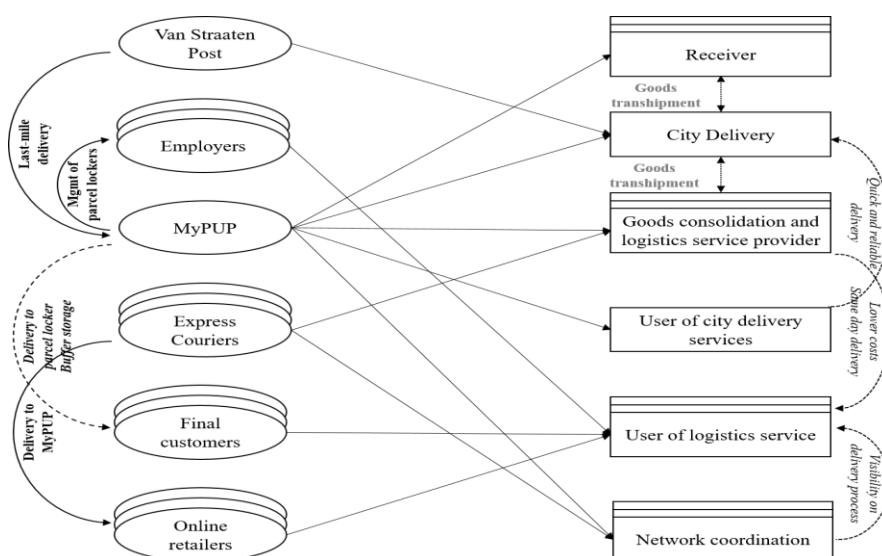 Van Straaten
Post
Employers
MyPUP
Express
Couriers
Final
customers
Online
retailers
Last-mile
delivery
Mgmt of
parcel lockers
Delivery to
parcel locker
Buffer storage
Delivery to
MyPUP
Receiver
Goods
transhipment
City Delivery
Goods
transhipment
Goods consolidation and
logistics service provider
User of city delivery
services
User of logistics service
Network coordination
Quick and reliable
delivery
Lower costs
Same day delivery
Visibility on
delivery process